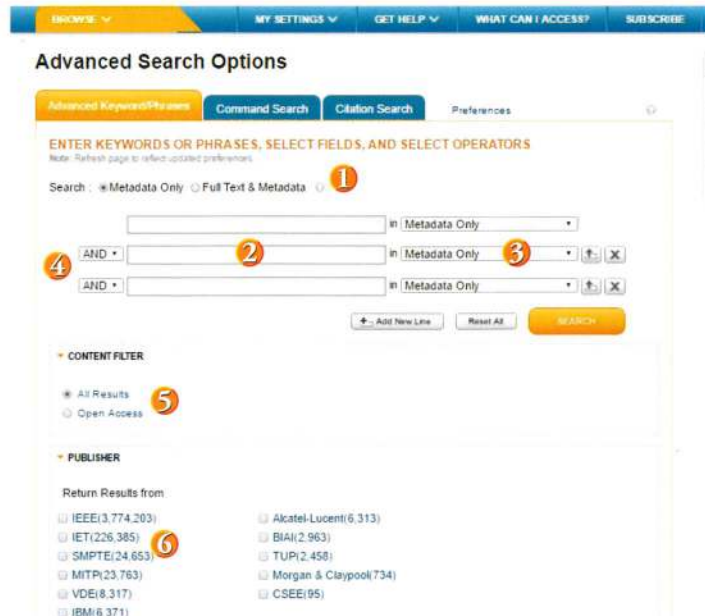 BROWSE MY SETTINGS GET HELP WHAT CAN I ACCESS? SUBSCRIBE
Advanced Search Options
Advanced Keyword/Phrases Command Search Citation Search Preferences
ENTER KEYWORDS OR PHRASES, SELECT FIELDS, AND SELECT OPERATORS
Note: Refresh page to reflect updated preferences.
Search : Metadata Only Full Text & Metadata 1
in Metadata Only
4 AND 2 in Metadata Only 3 X
AND in Metadata Only X
+ Add New Line Reset All SEARCH
CONTENT FILTER
All Results
5
Open Access
PUBLISHER
Return Results from
IEEE(3,774,203) Alcatel-Lucent(6,313)
IET(226,385) 6 BIAI(2,963)
SMPTE(24,653) TUP(2,458)
MITP(23,763) Morgan & Claypool(734)
VDE(8,317) CSEE(95)
IBM(6,371)